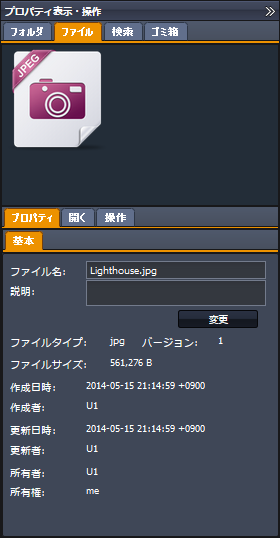 プロパティ表示・操作
フォルダ ファイル 検索 ゴミ箱
JPEG
プロパティ 開く 操作
基本
ファイル名: Lighthouse.jpg
説明:
変更
ファイルタイプ: jpg バージョン: 1
ファイルサイズ: 561,276 B
作成日時: 2014-05-15 21:14:59 +0900
作成者: U1
更新日時: 2014-05-15 21:14:59 +0900
更新者: U1
所有者: U1
所有権: me